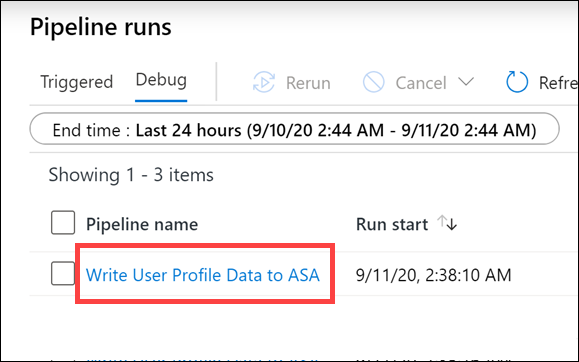 Pipeline runs
Triggered Debug Rerun Cancel Refre
End time : Last 24 hours (9/10/20 2:44 AM - 9/11/20 2:44 AM)
Showing 1 - 3 items
Pipeline name Run start
Write User Profile Data to ASA 9/11/20, 2:38:10 AM